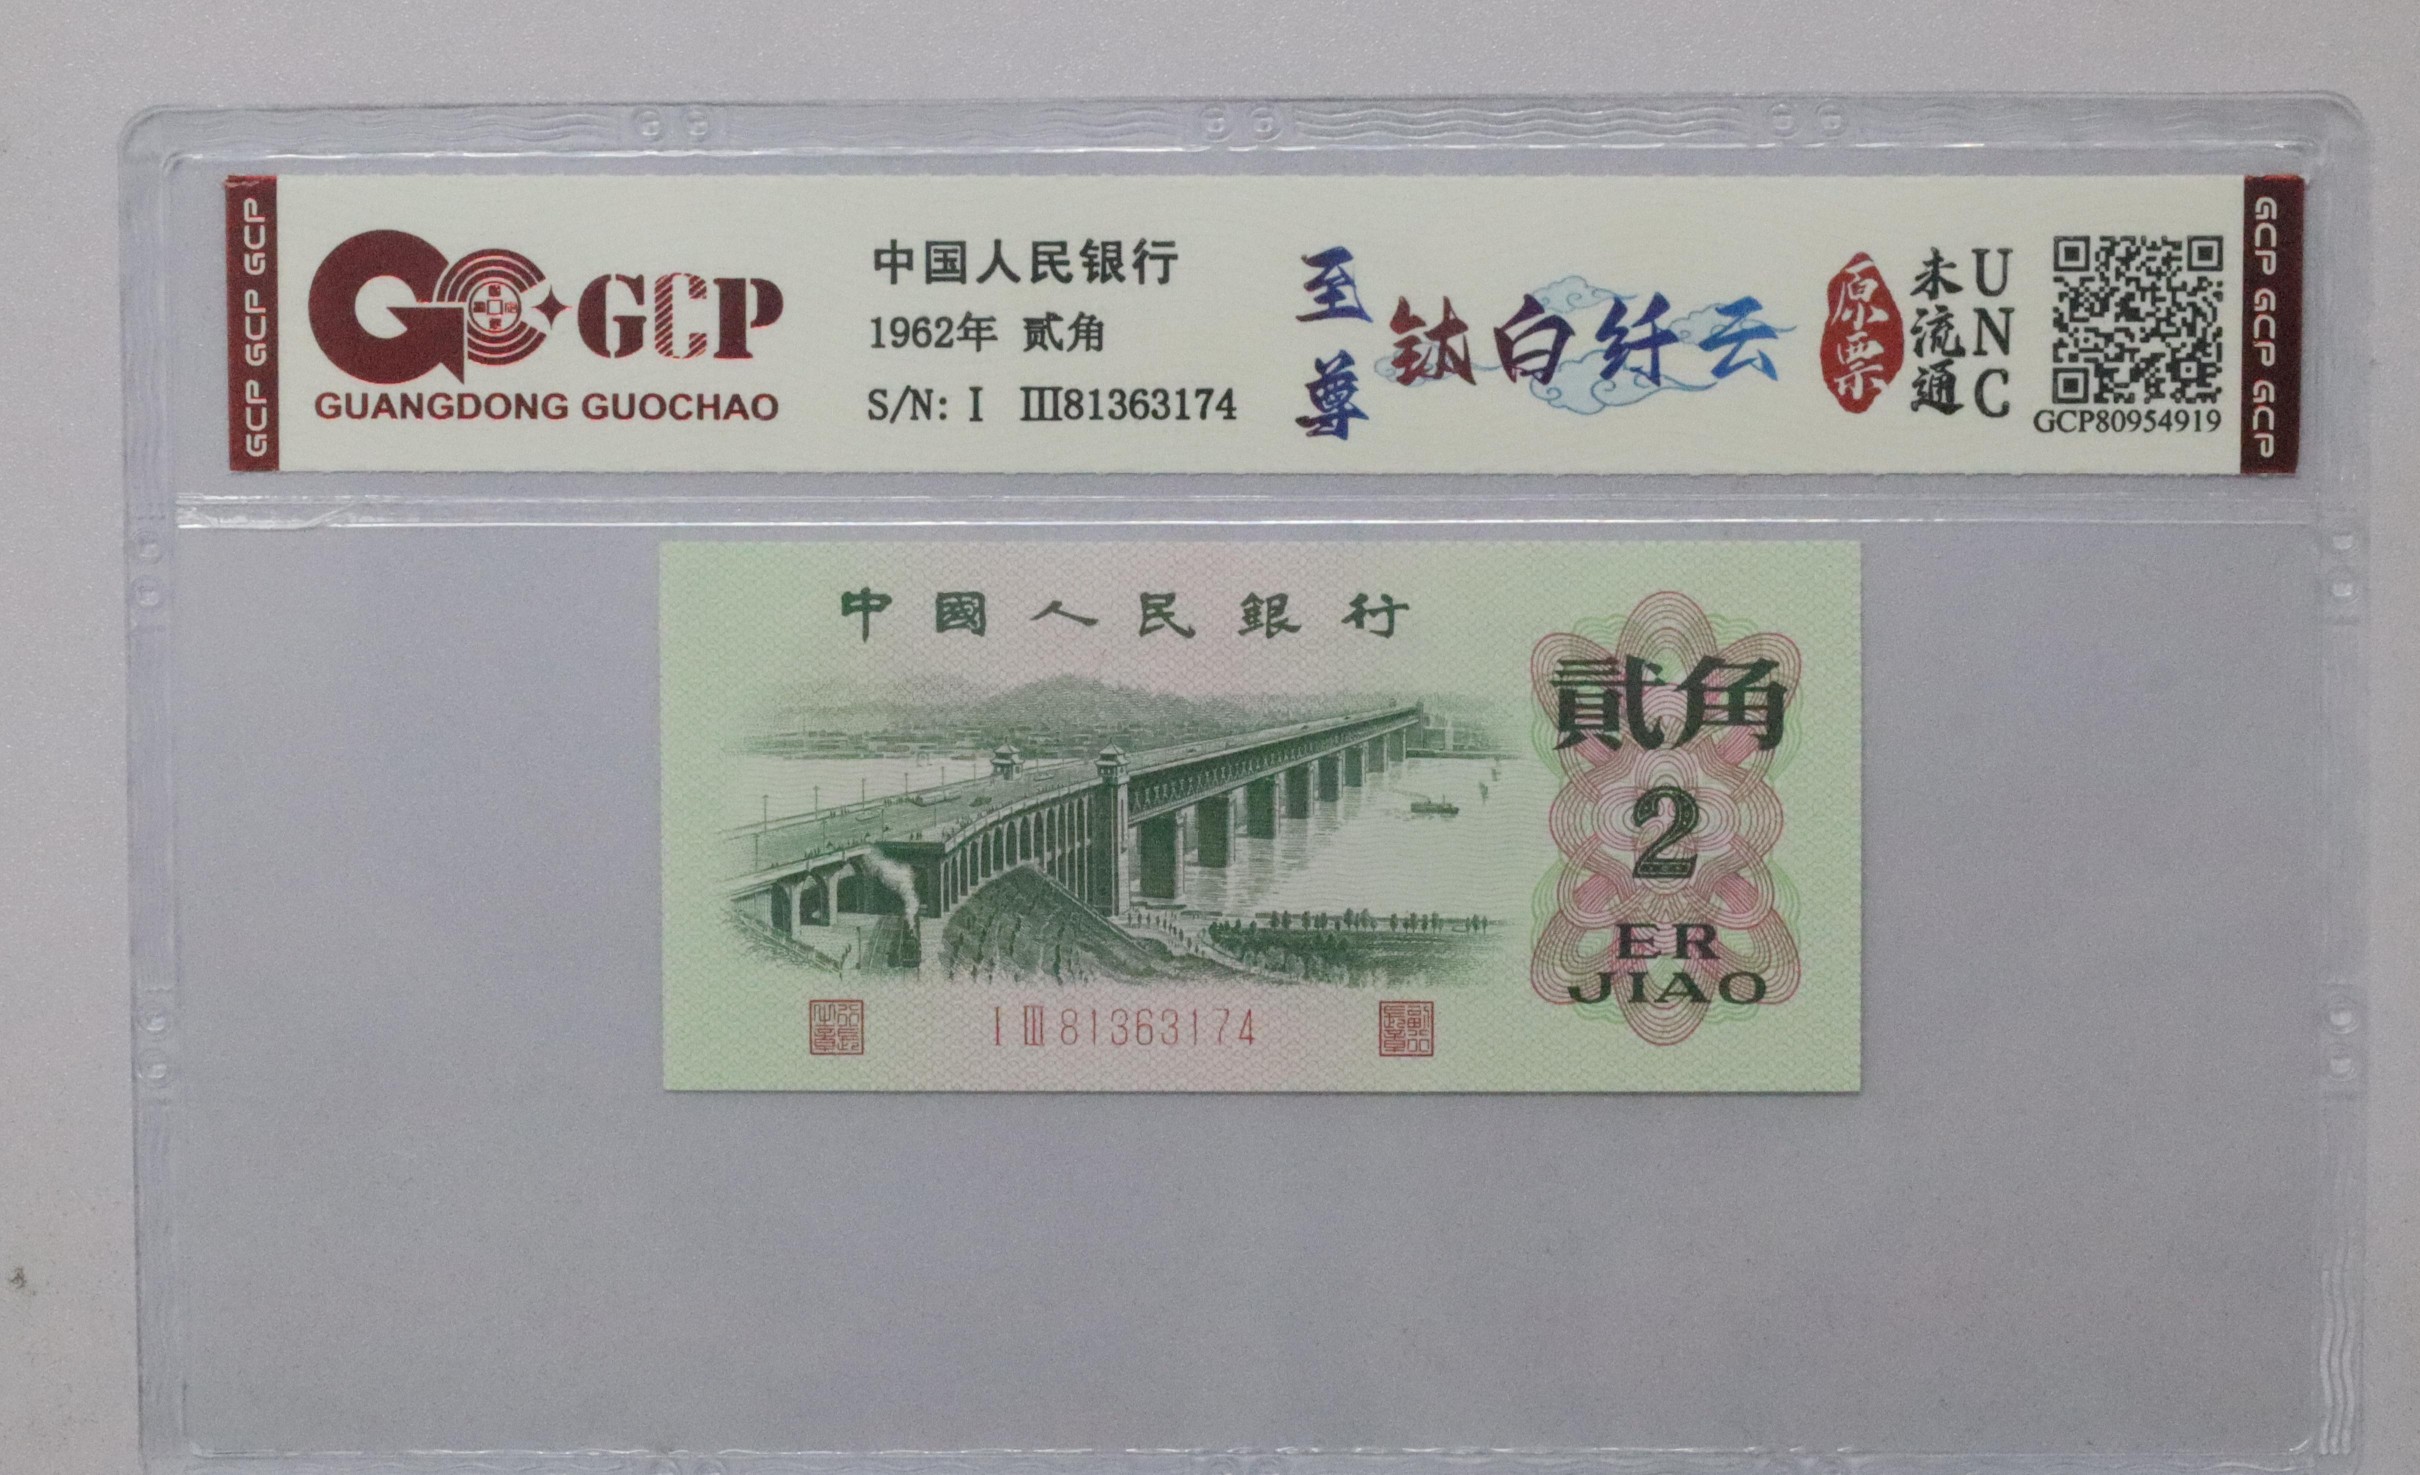 GCP GCP GCP
GCP
GUANGDONG GUOCHAO
中国人民银行
1962年 贰角
S/N: I III81363174
至尊
钛白纤云
原票
未流通
UNC
GCP80954919
GCP GCP GCP
中國人民銀行
貳角
2
ER
JIAO
I III 81363174